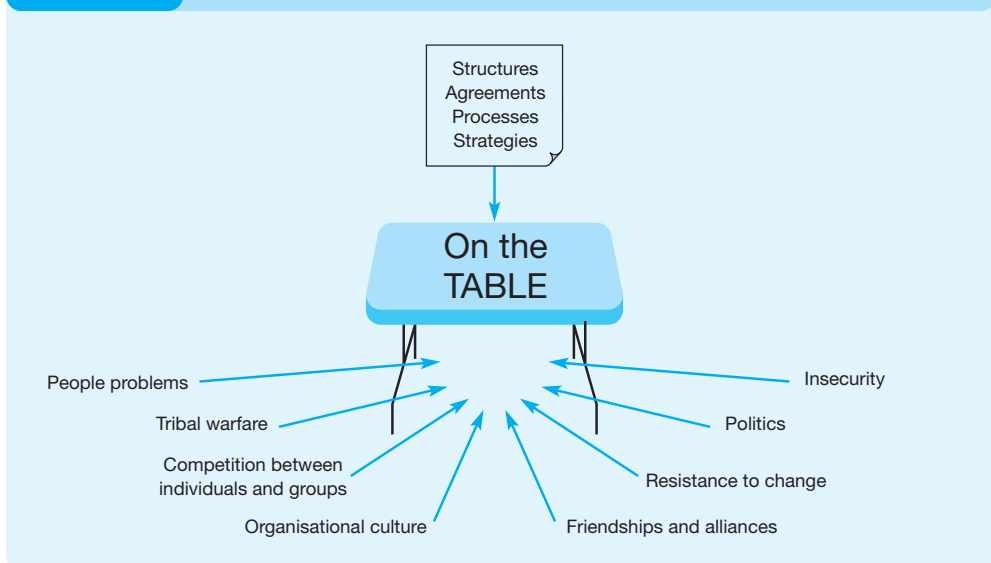 Structures
Agreements
Processes
Strategies
On the
TABLE
People problems
Insecurity
Tribal warfare
Politics
Competition between
individuals and groups
Resistance to change
Organisational culture
Friendships and alliances